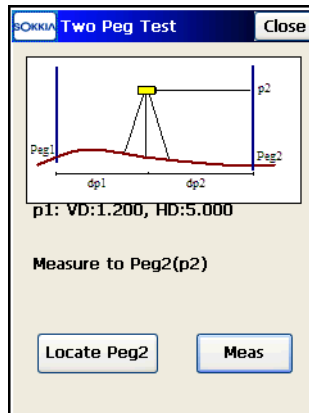 SOKKIA Two Peg Test Close
p2
Peg1
Peg2
dp1 dp2
p1: VD:1.200, HD:5.000
Measure to Peg2(p2)
Locate Peg2 Meas